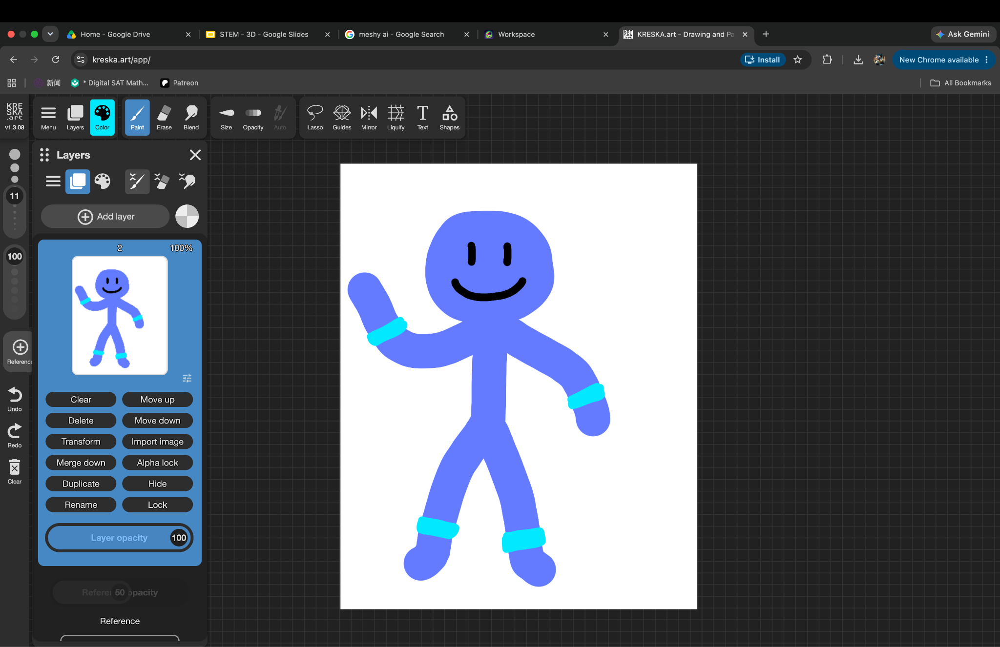 Home - Google Drive
STEM - 3D - Google Slides
meshy ai - Google Search
Workspace
KRESKA.art - Drawing and Pa
Ask Gemini
kreska.art/app/
Install
New Chrome available
新闻
* Digital SAT Math...
Patreon
All Bookmarks
KRE
SKA
.art
v1.3.08
Menu
Layers
Color
Paint
Erase
Blend
Size
Opacity
Auto
Lasso
Guides
Mirror
Liquify
T
Text
Shapes
Layers
11
Add layer
2
100%
100
Reference
Undo
Redo
Clear
Clear
Move up
Delete
Move down
Transform
Import image
Merge down
Alpha lock
Duplicate
Hide
Rename
Lock
Layer opacity
100
Refere 50 opacity
Reference